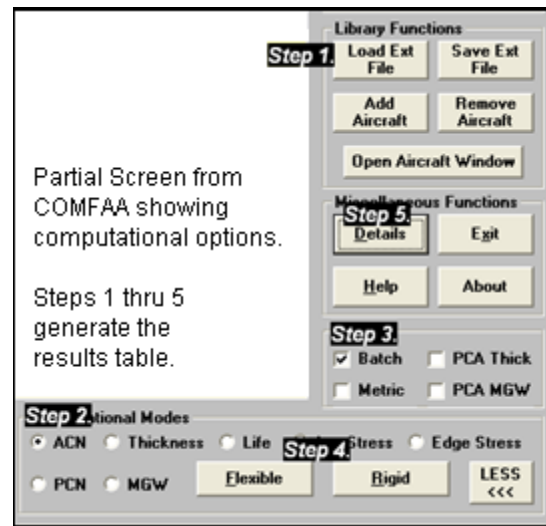 Library Functions
Step 1.
Load Ext File
Save Ext File
Add Aircraft
Remove Aircraft
Open Aircraft Window
Partial Screen from
COMFAA showing
computational options.
Steps 1 thru 5
generate the
results table.
Functions
Step 5.
Details
Exit
Help
About
Step 3.
Batch
PCA Thick
Metric
PCA MGW
Step 2.
Modes
ACN
Thickness
Life
Stress
Edge Stress
Step 4.
PCN
MGW
Flexible
Rigid
LESS
<<<